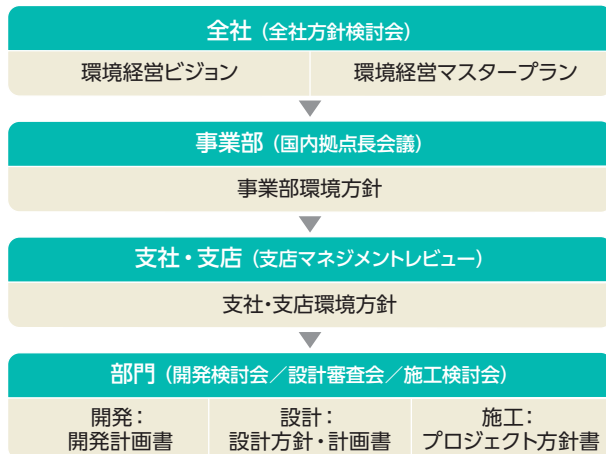 全社（全社方針検討会）
環境経営ビジョン 環境経営マスタープラン
事業部（国内拠点長会議）
事業部環境方針
支社・支店（支店マネジメントレビュー）
支社・支店環境方針
部門（開発検討会／設計審査会／施工検討会）
開発： 設計： 施工：
開発計画書 設計方針・計画書 プロジェクト方針書